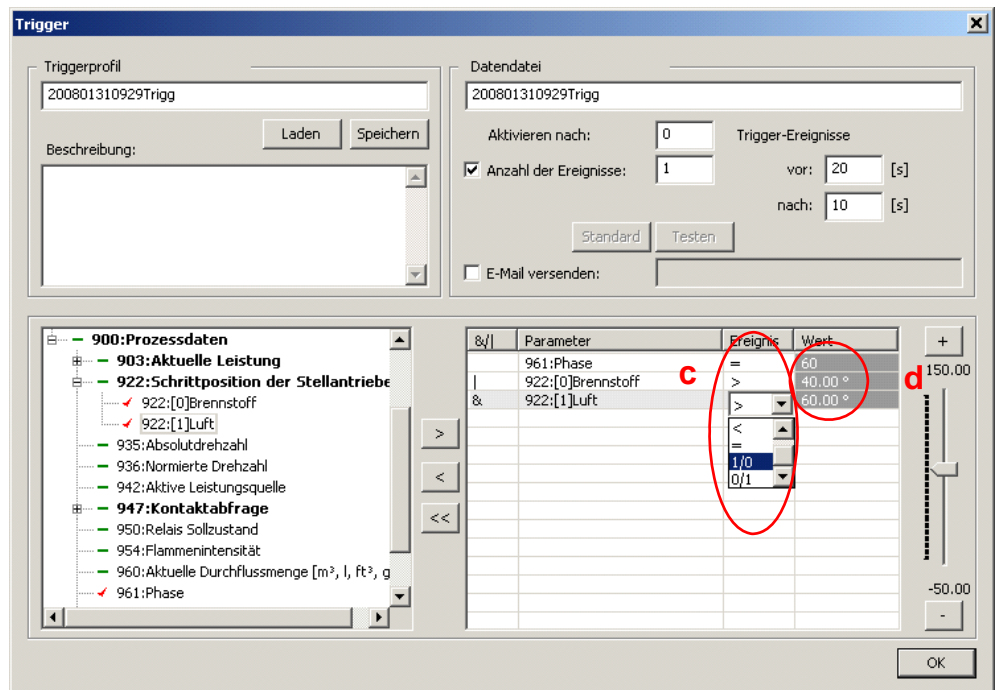 Trigger
Triggerprofil
200801310929Trigg
Laden
Speichern
Beschreibung:
Datendatei
200801310929Trigg
Aktivieren nach: 0 Trigger-Ereignisse
Anzahl der Ereignisse: 1 vor: 20 [s]
nach: 10 [s]
Standard Testen
E-Mail versenden:
900:Prozessdaten
903:Aktuelle Leistung
922:Schrittposition der Stellantriebe
922:[0]Brennstoff
922:[1]Luft
935:Absolutdrehzahl
936:Normierte Drehzahl
942:Aktive Leistungsquelle
947:Kontaktabfrage
950:Relais Sollzustand
954:Flammenintensität
960:Aktuelle Durchflussmenge [m³, l, ft³, g
961:Phase
>
<
<<
&/| Parameter Ereignis Wert
961:Phase = 60
| 922:[0]Brennstoff > 40.00 °
& 922:[1]Luft > 60.00 °
<
=
1/0
0/1
c
d
+
150.00
-50.00
-
OK